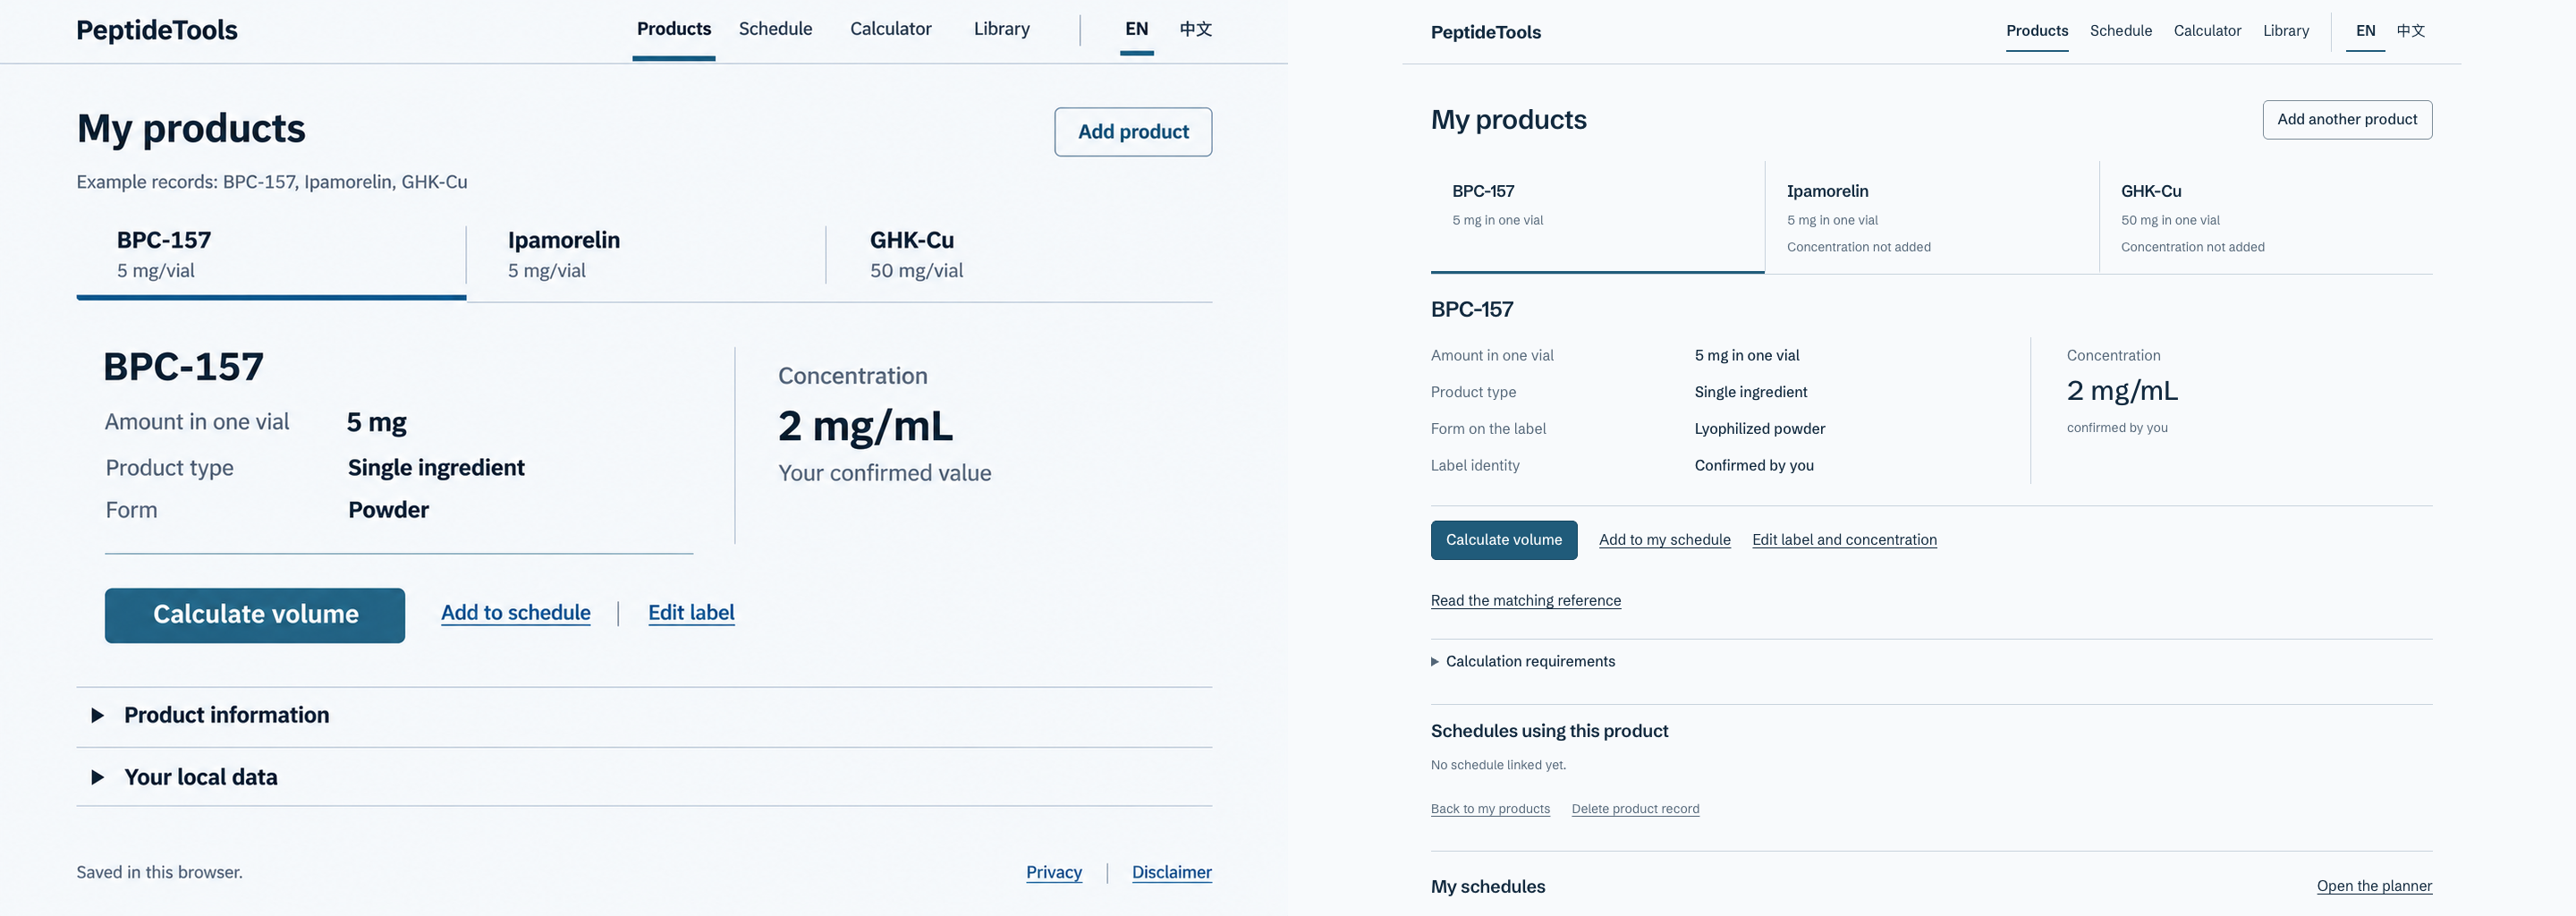 PeptideTools
Products Schedule Calculator Library EN 中文
My products
Add product
Example records: BPC-157, Ipamorelin, GHK-Cu
BPC-157
5 mg/vial
Ipamorelin
5 mg/vial
GHK-Cu
50 mg/vial
BPC-157
Amount in one vial 5 mg
Product type Single ingredient
Form Powder
Concentration
2 mg/mL
Your confirmed value
Calculate volume Add to schedule Edit label
Product information
Your local data
Saved in this browser.
Privacy Disclaimer
PeptideTools
Products Schedule Calculator Library EN 中文
My products
Add another product
BPC-157
5 mg in one vial
Ipamorelin
5 mg in one vial
Concentration not added
GHK-Cu
50 mg in one vial
Concentration not added
BPC-157
Amount in one vial 5 mg in one vial
Product type Single ingredient
Form on the label Lyophilized powder
Label identity Confirmed by you
Concentration
2 mg/mL
confirmed by you
Calculate volume Add to my schedule Edit label and concentration
Read the matching reference
Calculation requirements
Schedules using this product
No schedule linked yet.
Back to my products Delete product record
My schedules
Open the planner